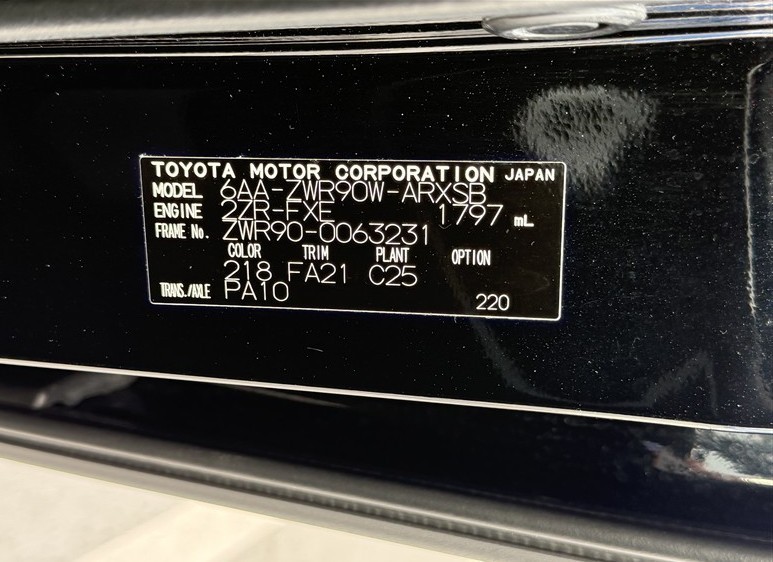 TOYOTA MOTOR CORPORATION JAPAN
MODEL 6AA-ZWR90W-ARXSB
ENGINE 2ZR-FXE 1797 mL
FRAME No. ZWR90-0063231
COLOR TRIM PLANT OPTION
218 FA21 C25
TRANS./AXLE PA10 220